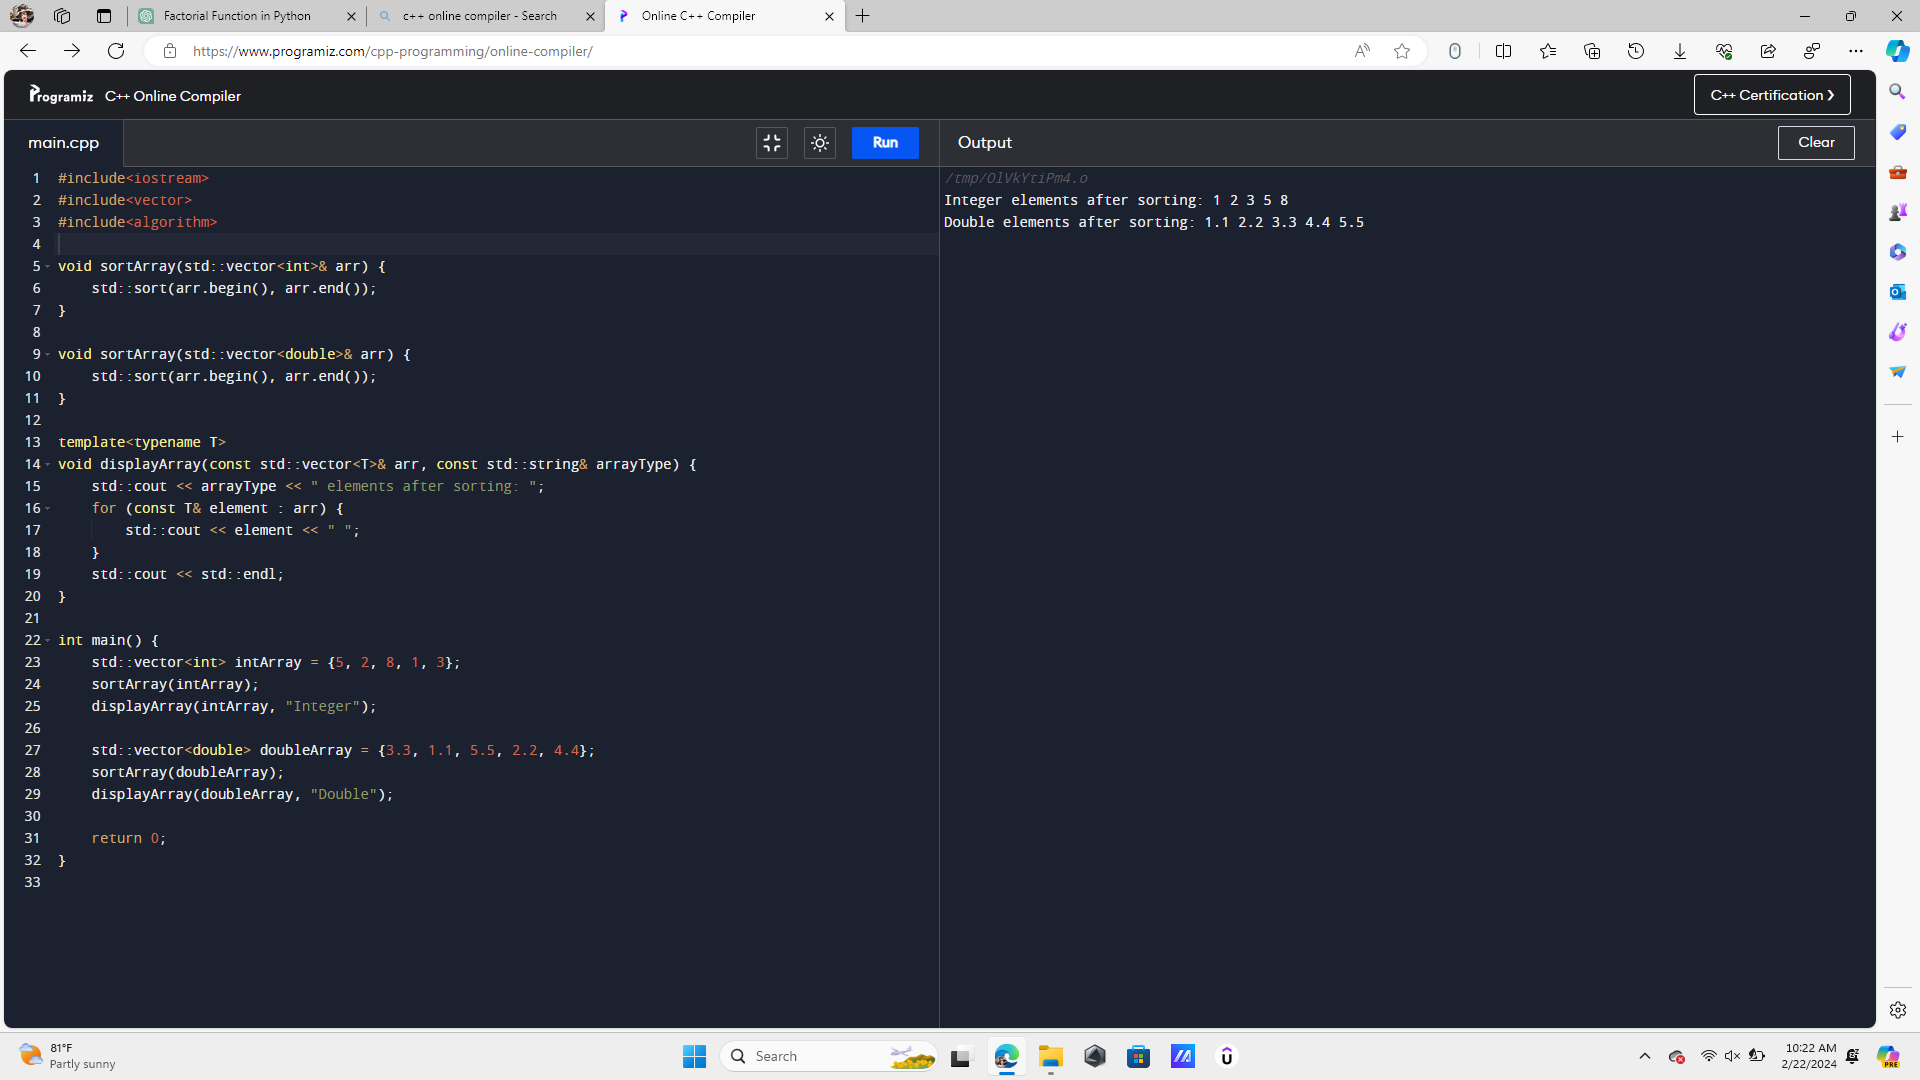 Factorial Function in Python
c++ online compiler - Search
Online C++ Compiler
https://www.programiz.com/cpp-programming/online-compiler/
Programiz C++ Online Compiler
C++ Certification ❯
main.cpp
Run
Output
Clear
1 #include<iostream>
2 #include<vector>
3 #include<algorithm>
4
5 void sortArray(std::vector<int>& arr) {
6     std::sort(arr.begin(), arr.end());
7 }
8
9 void sortArray(std::vector<double>& arr) {
10     std::sort(arr.begin(), arr.end());
11 }
12
13 template<typename T>
14 void displayArray(const std::vector<T>& arr, const std::string& arrayType) {
15     std::cout << arrayType << " elements after sorting: ";
16     for (const T& element : arr) {
17         std::cout << element << " ";
18     }
19     std::cout << std::endl;
20 }
21
22 int main() {
23     std::vector<int> intArray = {5, 2, 8, 1, 3};
24     sortArray(intArray);
25     displayArray(intArray, "Integer");
26
27     std::vector<double> doubleArray = {3.3, 1.1, 5.5, 2.2, 4.4};
28     sortArray(doubleArray);
29     displayArray(doubleArray, "Double");
30
31     return 0;
32 }
33
/tmp/OlVkYtiPm4.o
Integer elements after sorting: 1 2 3 5 8
Double elements after sorting: 1.1 2.2 3.3 4.4 5.5
81°F
Partly sunny
Search
10:22 AM
2/22/2024
PRE